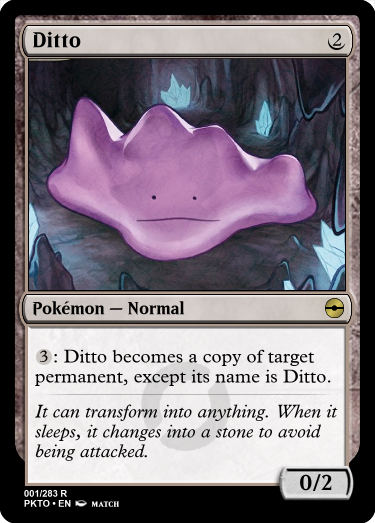 Ditto 2
Pokémon — Normal
3: Ditto becomes a copy of target
permanent, except its name is Ditto.
It can transform into anything. When it
sleeps, it changes into a stone to avoid
being attacked.
0/2
001/283 R
PKTO • EN MATCH